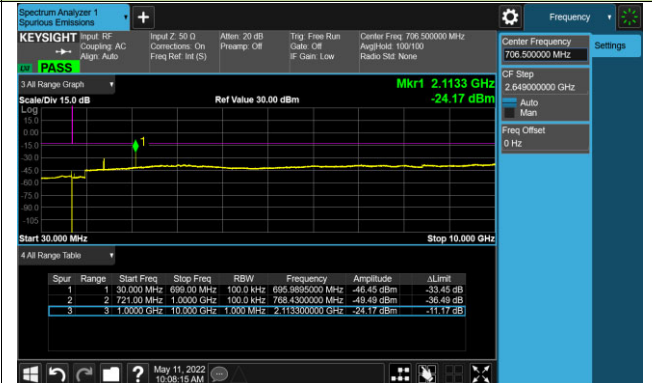 Spectrum Analyzer 1
Spurious Emissions
Frequency
KEYSIGHT
Input: RF
Coupling: AC
Align: Auto
Input Z: 50 Ω
Corrections: On
Freq Ref: Int (S)
Atten: 20 dB
Preamp: Off
Trig: Free Run
Gate: Off
IF Gain: Low
Center Freq: 706.500000 MHz
Avg|Hold: 100/100
Radio Std: None
PASS
Center Frequency
706.500000 MHz
Settings
CF Step
2.649000000 GHz
Auto
Man
Freq Offset
0 Hz
3 All Range Graph
Mkr1 2.1133 GHz
Scale/Div 15.0 dB
Ref Value 30.00 dBm
-24.17 dBm
Log
15.0
0.00
-15.0
-30.0
-45.0
-60.0
-75.0
-90.0
-105
1
Start 30.000 MHz
Stop 10.000 GHz
4 All Range Table
Spur Range Start Freq Stop Freq RBW Frequency Amplitude ΔLimit
1 1 30.000 MHz 699.00 MHz 100.0 kHz 695.9895000 MHz -46.45 dBm -33.45 dB
2 2 721.00 MHz 1.0000 GHz 100.0 kHz 768.4300000 MHz -49.49 dBm -36.49 dB
3 3 1.0000 GHz 10.000 GHz 1.000 MHz 2.113300000 GHz -24.17 dBm -11.17 dB
May 11, 2022
10:08:15 AM